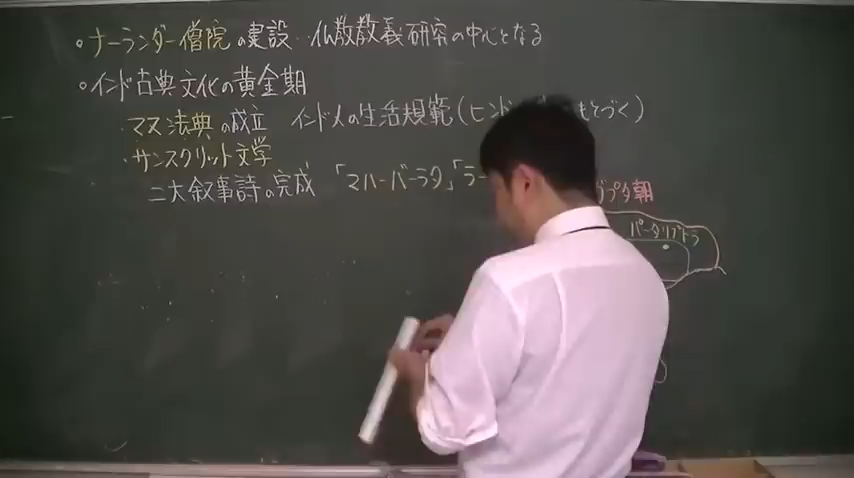 ・ナーランダー僧院の建設‥仏教教義研究の中心となる
・インド古典文化の黄金期
・マヌ法典の成立 インド人の生活規範(ヒンド もとづく)
・サンスクリット文学
二大叙事詩の完成 「マハーバーラタ」「ラー
プタ朝
パータリプトラ